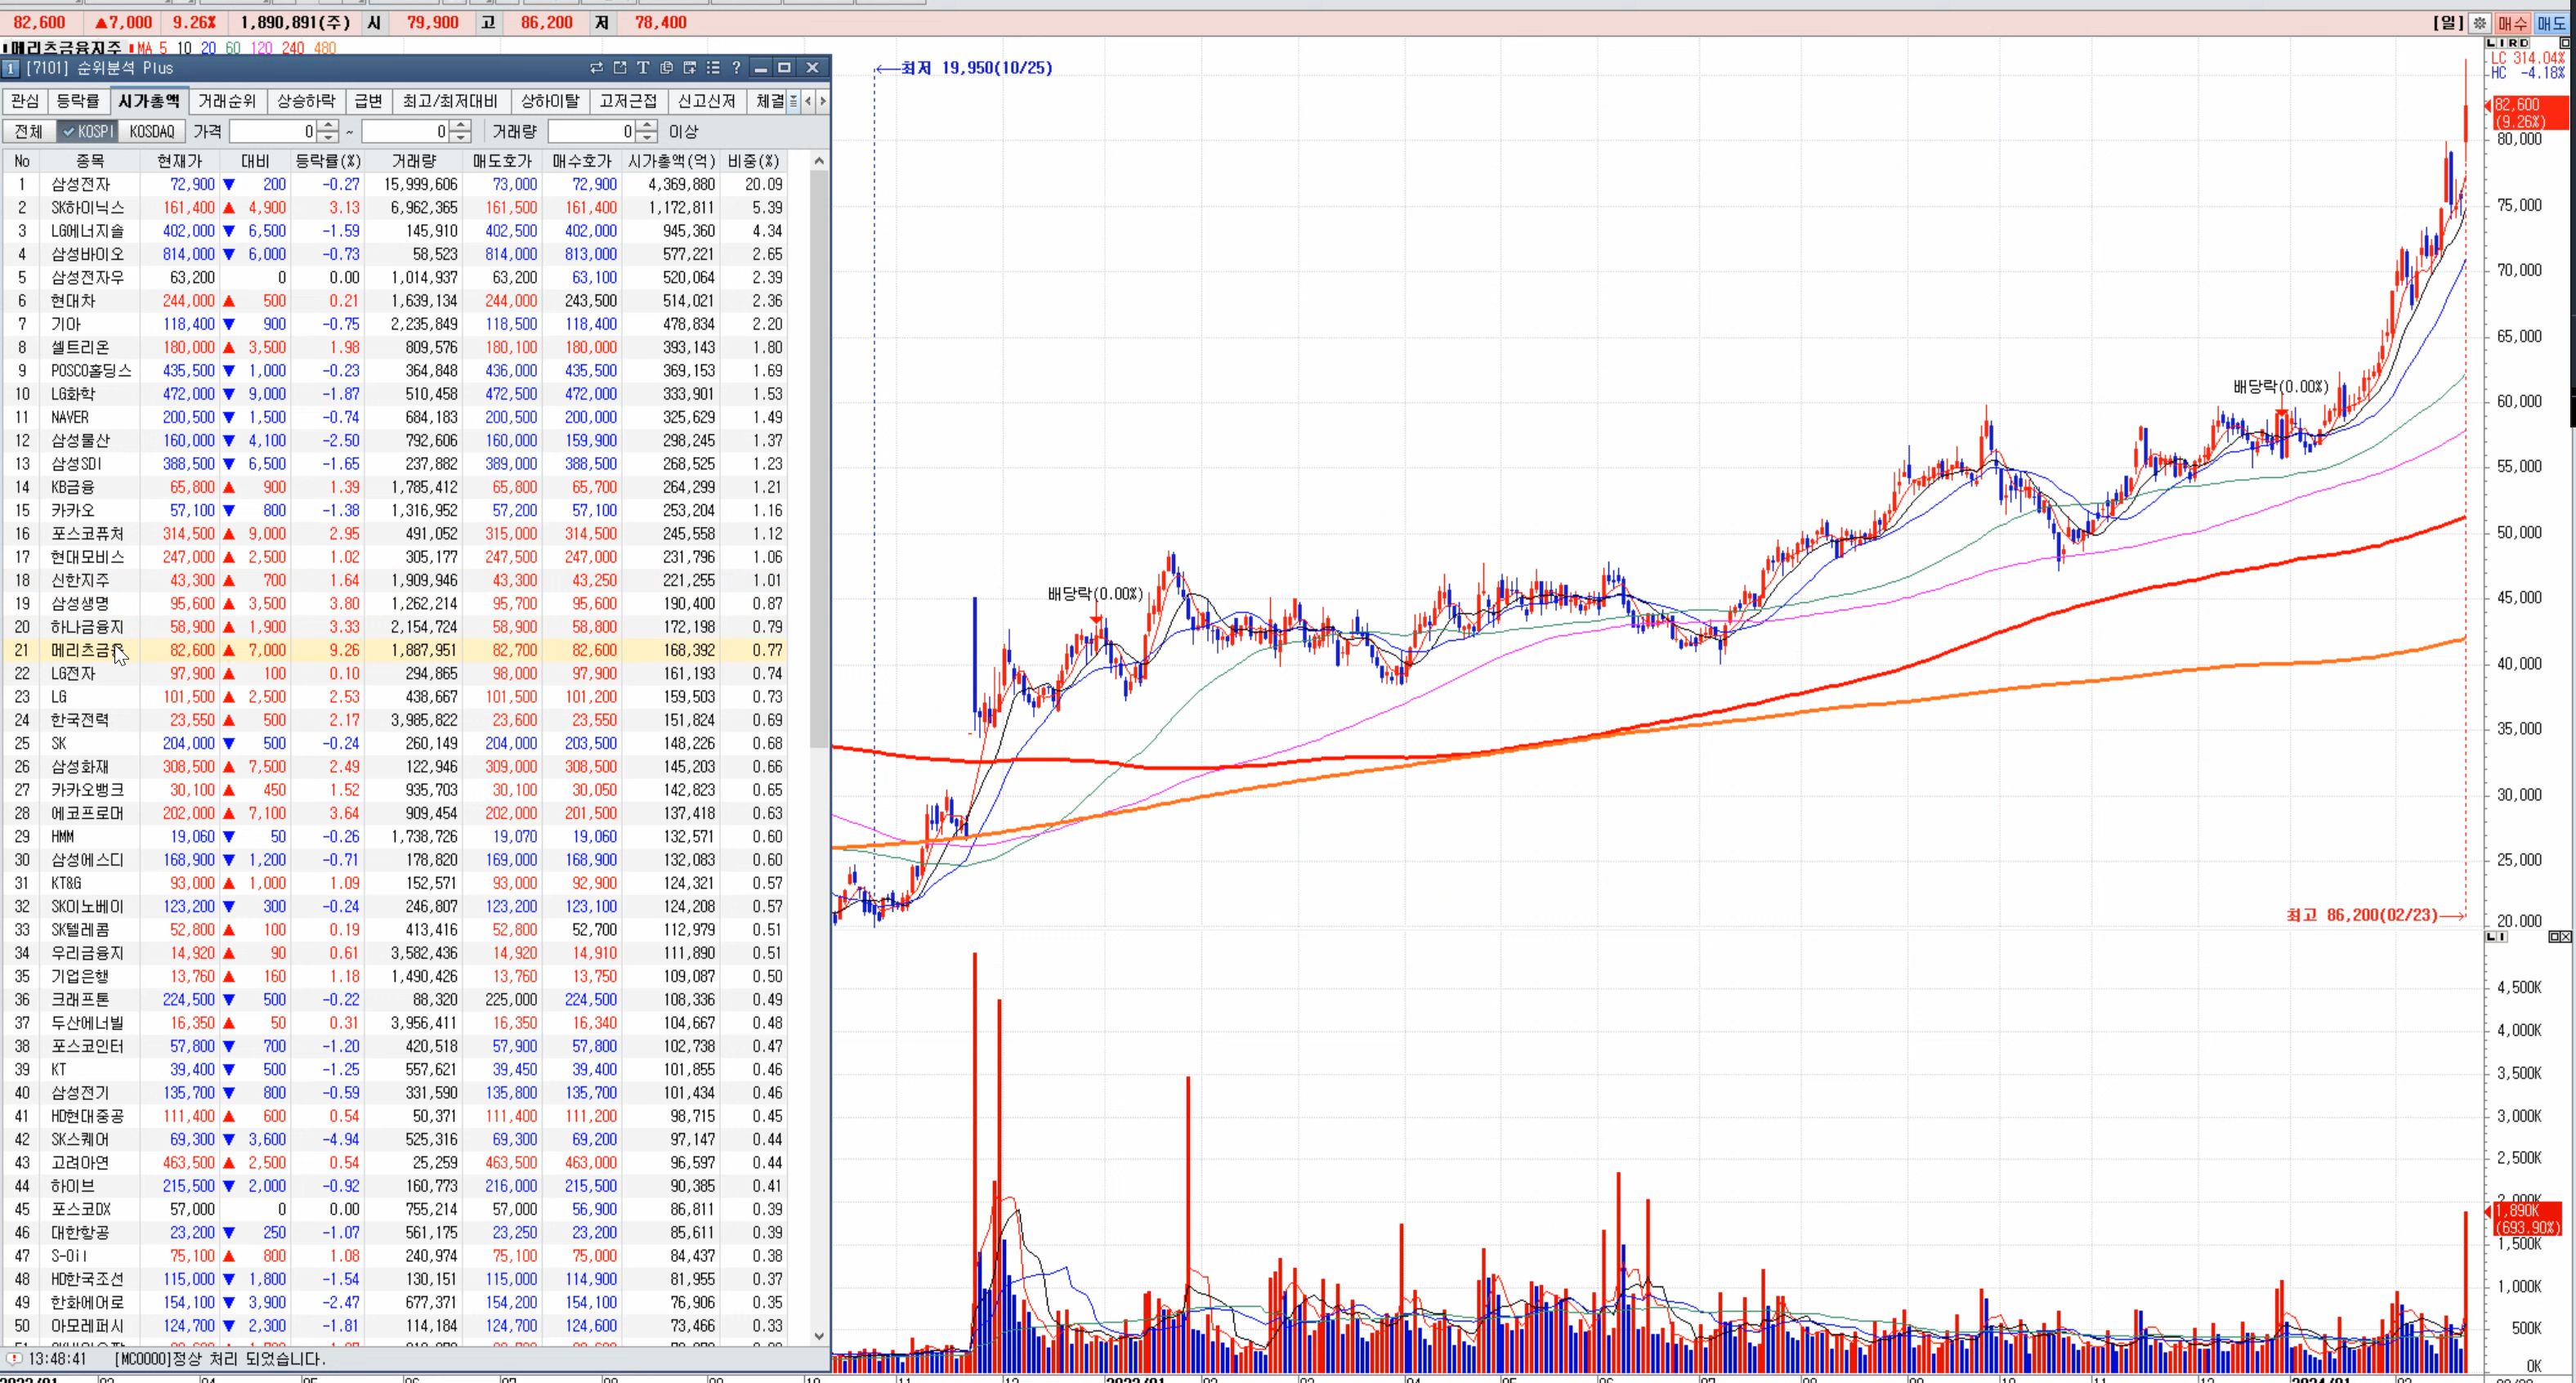 82,600 ▲7,000 9.26% 1,890,891(주) 시 79,900 고 86,200 저 78,400 [일] 매수 매도
메리츠금융지주 MA 5 10 20 60 120 240 480
1 [7101] 순위분석 Plus
관심 등락률 시가총액 거래순위 상승하락 급변 최고/최저대비 상하이탈 고저근접 신고신저 체결
전체 KOSPI KOSDAQ 가격 0 ~ 0 거래량 0 이상
No 종목 현재가 대비 등락률(%) 거래량 매도호가 매수호가 시가총액(억) 비중(%)
1 삼성전자 72,900 ▼ 200 -0.27 15,999,606 73,000 72,900 4,369,880 20.09
2 SK하이닉스 161,400 ▲ 4,900 3.13 6,962,365 161,500 161,400 1,172,811 5.39
3 LG에너지솔 402,000 ▼ 6,500 -1.59 145,910 402,500 402,000 945,360 4.34
4 삼성바이오 814,000 ▼ 6,000 -0.73 58,523 814,000 813,000 577,221 2.65
5 삼성전자우 63,200 0 0.00 1,014,937 63,200 63,100 520,064 2.39
6 현대차 244,000 ▲ 500 0.21 1,639,134 244,000 243,500 514,021 2.36
7 기아 118,400 ▼ 900 -0.75 2,235,849 118,500 118,400 478,834 2.20
8 셀트리온 180,000 ▲ 3,500 1.98 809,576 180,100 180,000 393,143 1.80
9 POSCO홀딩스 435,500 ▼ 1,000 -0.23 364,848 436,000 435,500 369,153 1.69
10 LG화학 472,000 ▼ 9,000 -1.87 510,458 472,500 472,000 333,901 1.53
11 NAVER 200,500 ▼ 1,500 -0.74 684,183 200,500 200,000 325,629 1.49
12 삼성물산 160,000 ▼ 4,100 -2.50 792,606 160,000 159,900 298,245 1.37
13 삼성SDI 388,500 ▼ 6,500 -1.65 237,882 389,000 388,500 268,525 1.23
14 KB금융 65,800 ▲ 900 1.39 1,785,412 65,800 65,700 264,299 1.21
15 카카오 57,100 ▼ 800 -1.38 1,316,952 57,200 57,100 253,204 1.16
16 포스코퓨처 314,500 ▲ 9,000 2.95 491,052 315,000 314,500 245,558 1.12
17 현대모비스 247,000 ▲ 2,500 1.02 305,177 247,500 247,000 231,796 1.06
18 신한지주 43,300 ▲ 700 1.64 1,909,946 43,300 43,250 221,255 1.01
19 삼성생명 95,600 ▲ 3,500 3.80 1,262,214 95,700 95,600 190,400 0.87
20 하나금융지 58,900 ▲ 1,900 3.33 2,154,724 58,900 58,800 172,198 0.79
21 메리츠금융 82,600 ▲ 7,000 9.26 1,887,951 82,700 82,600 168,392 0.77
22 LG전자 97,900 ▲ 100 0.10 294,865 98,000 97,900 161,193 0.74
23 LG 101,500 ▲ 2,500 2.53 438,667 101,500 101,200 159,503 0.73
24 한국전력 23,550 ▲ 500 2.17 3,985,822 23,600 23,550 151,824 0.69
25 SK 204,000 ▼ 500 -0.24 260,149 204,000 203,500 148,226 0.68
26 삼성화재 308,500 ▲ 7,500 2.49 122,946 309,000 308,500 145,203 0.66
27 카카오뱅크 30,100 ▲ 450 1.52 935,703 30,100 30,050 142,823 0.65
28 에코프로머 202,000 ▲ 7,100 3.64 909,454 202,000 201,500 137,418 0.63
29 HMM 19,060 ▼ 50 -0.26 1,738,726 19,070 19,060 132,571 0.60
30 삼성에스디 168,900 ▼ 1,200 -0.71 178,820 169,000 168,900 132,083 0.60
31 KT&G 93,000 ▲ 1,000 1.09 152,571 93,000 92,900 124,321 0.57
32 SK이노베이 123,200 ▼ 300 -0.24 246,807 123,200 123,100 124,208 0.57
33 SK텔레콤 52,800 ▲ 100 0.19 413,416 52,800 52,700 112,979 0.51
34 우리금융지 14,920 ▲ 90 0.61 3,582,436 14,920 14,910 111,890 0.51
35 기업은행 13,760 ▲ 160 1.18 1,490,426 13,760 13,750 109,087 0.50
36 크래프톤 224,500 ▼ 500 -0.22 88,320 225,000 224,500 108,336 0.49
37 두산에너빌 16,350 ▲ 50 0.31 3,956,411 16,350 16,340 104,667 0.48
38 포스코인터 57,800 ▼ 700 -1.20 420,518 57,900 57,800 102,738 0.47
39 KT 39,400 ▼ 500 -1.25 557,621 39,450 39,400 101,855 0.46
40 삼성전기 135,700 ▼ 800 -0.59 331,590 135,800 135,700 101,434 0.46
41 HD현대중공 111,400 ▲ 600 0.54 50,371 111,400 111,200 98,715 0.45
42 SK스퀘어 69,300 ▼ 3,600 -4.94 525,316 69,300 69,200 97,147 0.44
43 고려아연 463,500 ▲ 2,500 0.54 25,259 463,500 463,000 96,597 0.44
44 하이브 215,500 ▼ 2,000 -0.92 160,773 216,000 215,500 90,385 0.41
45 포스코DX 57,000 0 0.00 755,214 57,000 56,900 86,811 0.39
46 대한항공 23,200 ▼ 250 -1.07 561,175 23,250 23,200 85,611 0.39
47 S-Oil 75,100 ▲ 800 1.08 240,974 75,100 75,000 84,437 0.38
48 HD한국조선 115,000 ▼ 1,800 -1.54 130,151 115,000 114,900 81,955 0.37
49 한화에어로 154,100 ▼ 3,900 -2.47 677,371 154,200 154,100 76,906 0.35
50 아모레퍼시 124,700 ▼ 2,300 -1.81 114,184 124,700 124,600 73,466 0.33
13:48:41 [MC0000]정상 처리 되었습니다.
최저 19,950(10/25)
배당락(0.00%)
배당락(0.00%)
최고 86,200(02/23)
L I R D
LC 314.04%
HC -4.18%
82,600
(9.26%)
80,000
75,000
70,000
65,000
60,000
55,000
50,000
45,000
40,000
35,000
30,000
25,000
20,000
L I
4,500K
4,000K
3,500K
3,000K
2,500K
2,000K
1,890K
(693.90%)
1,500K
1,000K
500K
0K